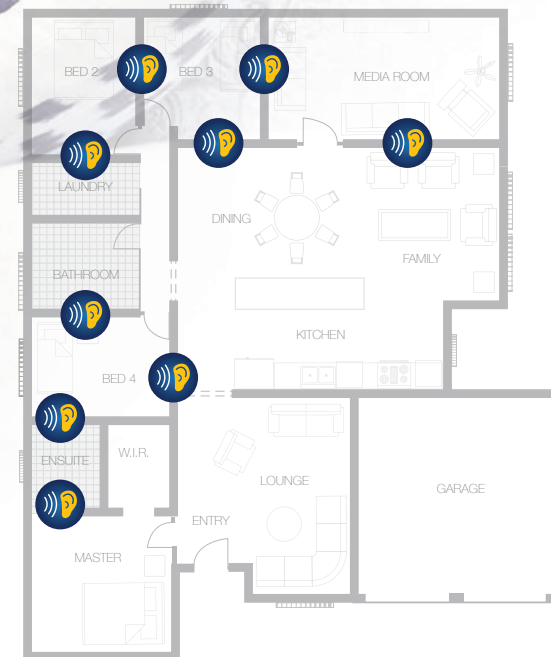 BED 2
BED 3
MEDIA ROOM
LAUNDRY
DINING
FAMILY
BATHROOM
KITCHEN
BED 4
ENSUITE
W.I.R.
LOUNGE
GARAGE
ENTRY
MASTER